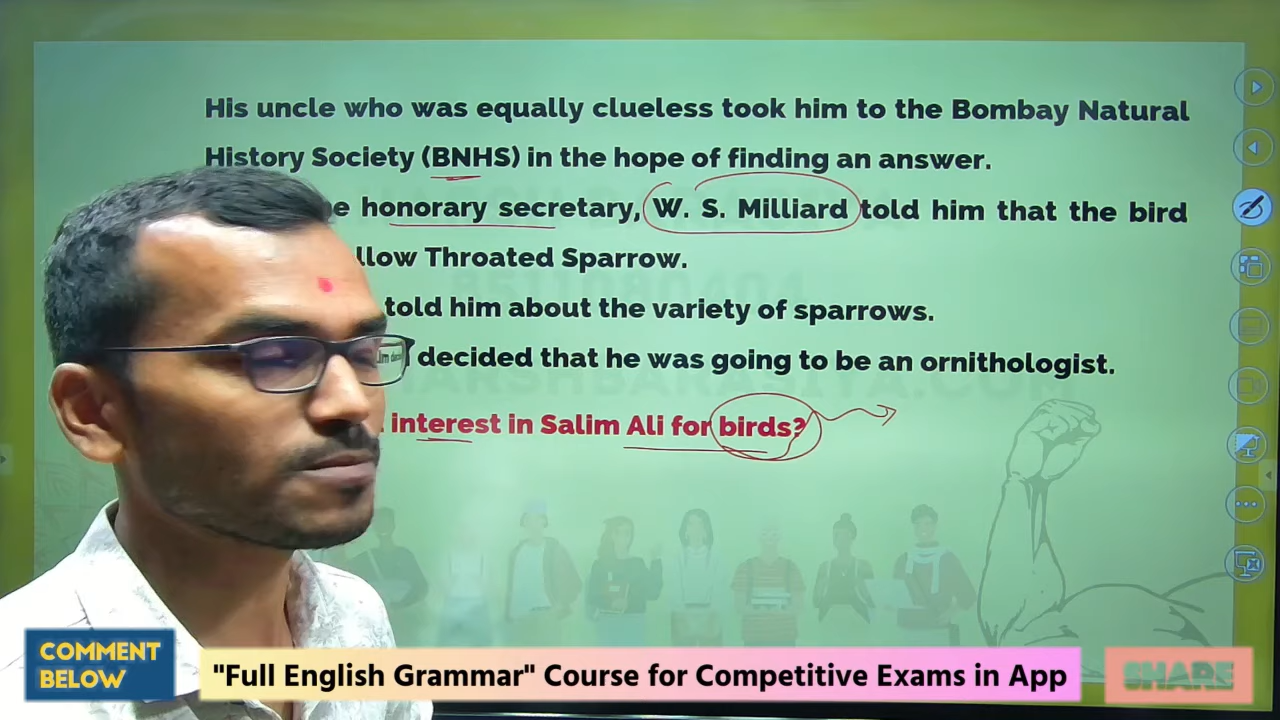 His uncle who was equally clueless took him to the Bombay Natural
History Society (BNHS) in the hope of finding an answer.
honorary secretary, W. S. Milliard told him that the bird
Throated Sparrow.
told him about the variety of sparrows.
decided that he was going to be an ornithologist.
interest in Salim Ali for birds?
COMMENT
BELOW
"Full English Grammar" Course for Competitive Exams in App
SHARE